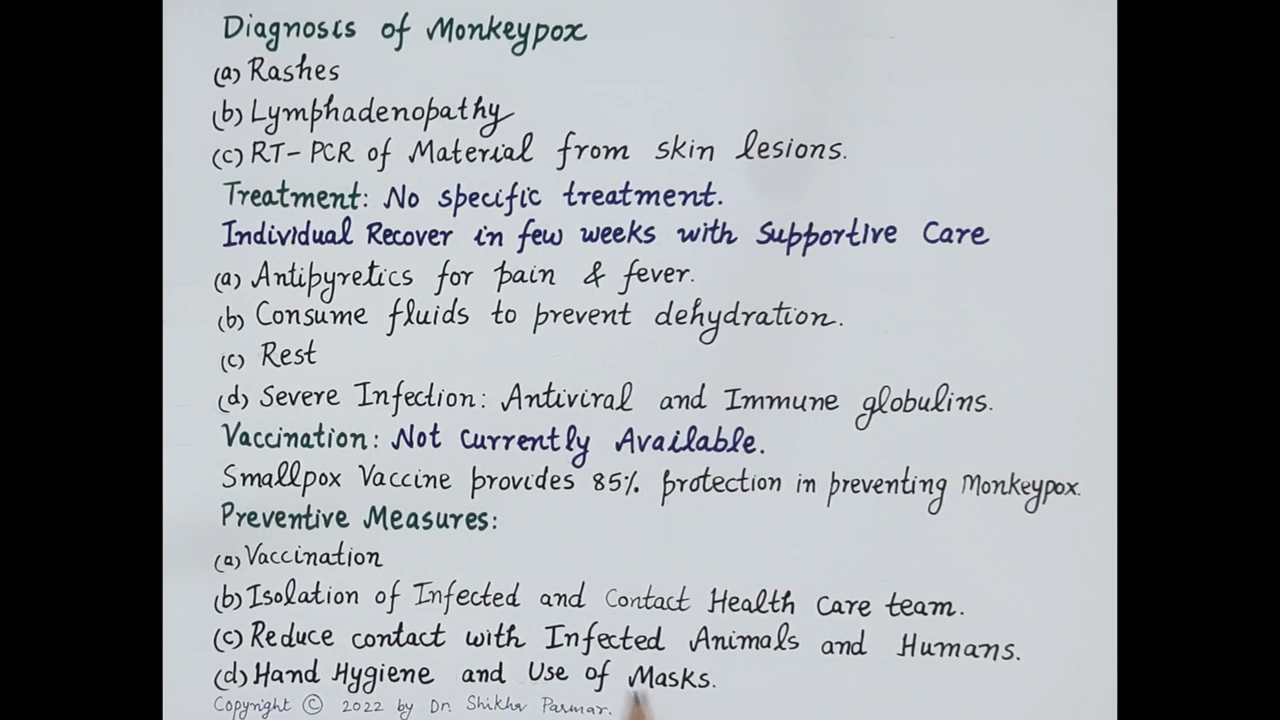 Diagnosis of Monkeypox
(a) Rashes
(b) Lymphadenopathy
(c) RT-PCR of Material from skin lesions.
Treatment: No specific treatment.
Individual Recover in few weeks with Supportive Care
(a) Antipyretics for pain & fever.
(b) Consume fluids to prevent dehydration.
(c) Rest
(d) Severe Infection: Antiviral and Immune globulins.
Vaccination: Not Currently Available.
Smallpox Vaccine provides 85% protection in preventing Monkeypox.
Preventive Measures:
(a) Vaccination
(b) Isolation of Infected and Contact Health Care team.
(c) Reduce contact with Infected Animals and Humans.
(d) Hand Hygiene and Use of Masks.
Copyright © 2022 by Dr. Shikha Parmar.